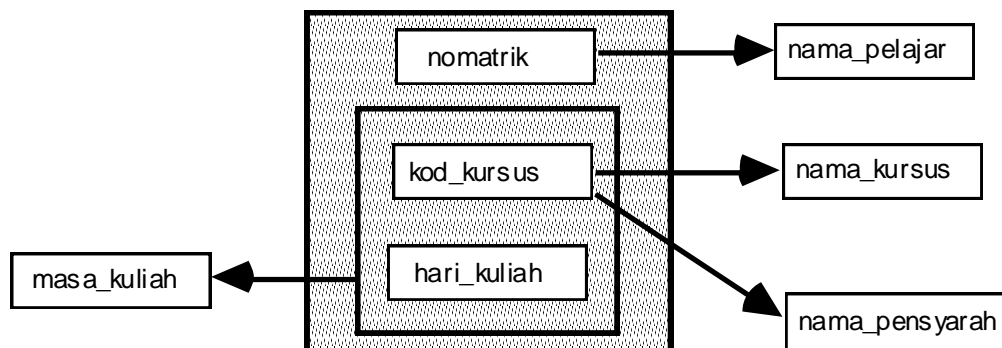 nomatrik
nama_pelajar
kod_kursus
nama_kursus
masa_kuliah
hari_kuliah
nama_pensyarah